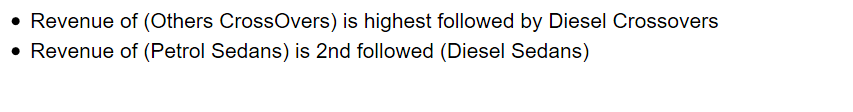 • Revenue of (Others CrossOvers) is highest followed by Diesel Crossovers
• Revenue of (Petrol Sedans) is 2nd followed (Diesel Sedans)